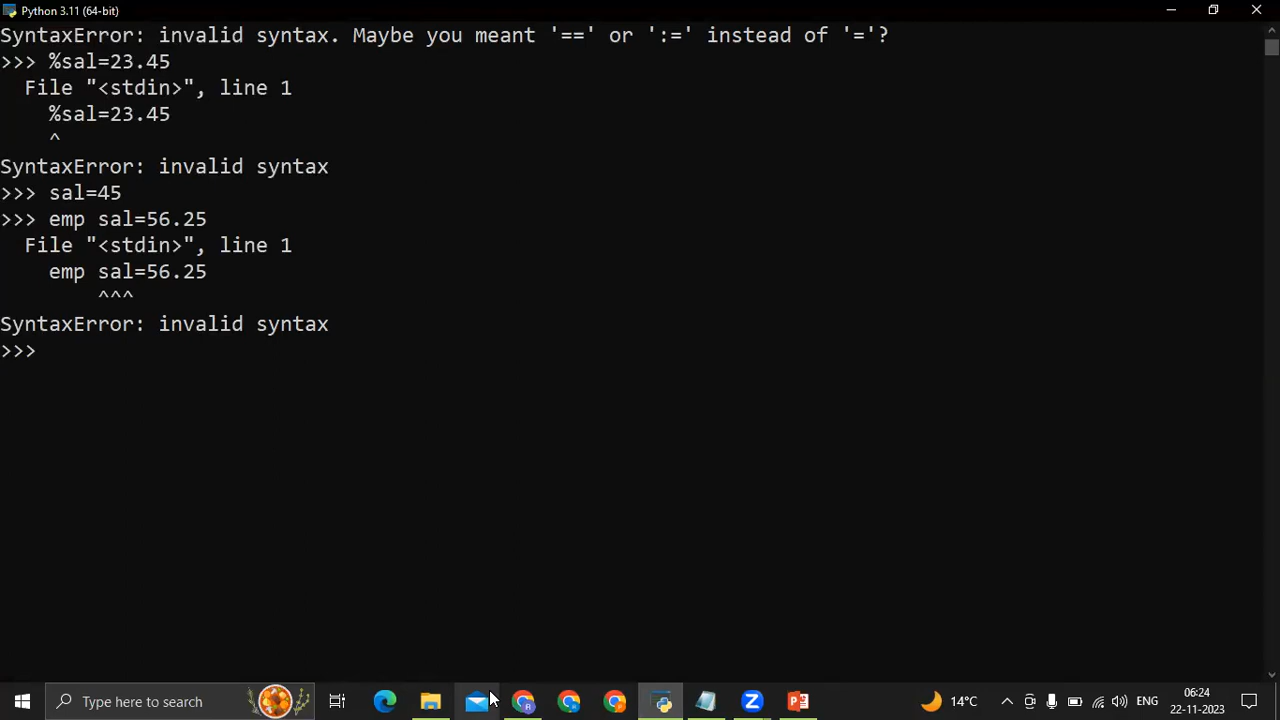 Python 3.11 (64-bit)
SyntaxError: invalid syntax. Maybe you meant '==' or ':=' instead of '='?
>>> %sal=23.45
  File "<stdin>", line 1
    %sal=23.45
    ^
SyntaxError: invalid syntax
>>> sal=45
>>> emp sal=56.25
  File "<stdin>", line 1
    emp sal=56.25
        ^^^
SyntaxError: invalid syntax
>>>
Type here to search
14°C
ENG
06:24
22-11-2023